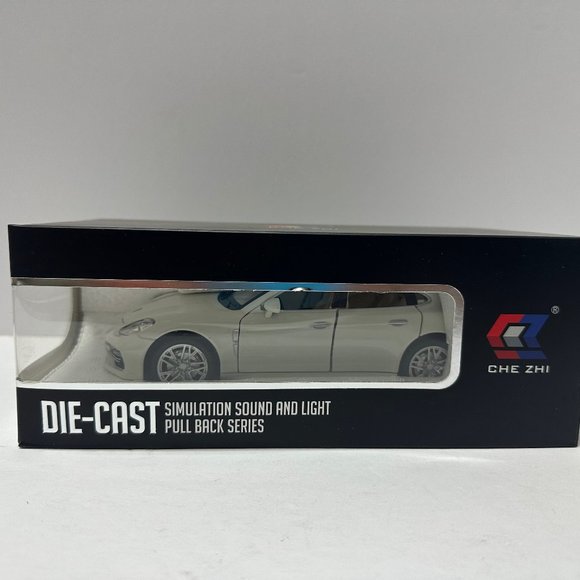 ®
CHE ZHI
DIE-CAST
SIMULATION SOUND AND LIGHT
PULL BACK SERIES